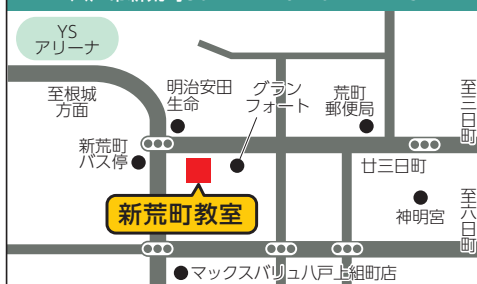 YS
アリーナ
至根城
方面
明治安田
生命
グラン
フォート
荒町
郵便局
至三日町
新荒町
バス停
廿三日町
新荒町教室
神明宮
至六日町
マックスバリュ八戸上組町店